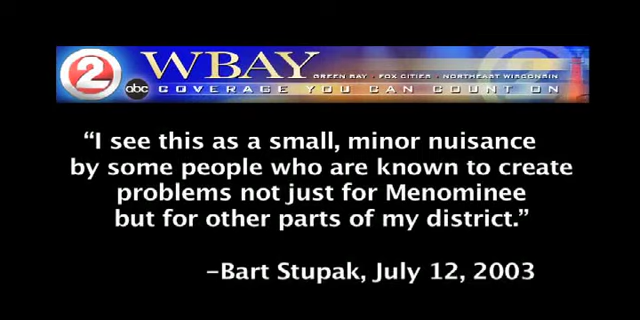 2
abc
WBAY
GREEN BAY • FOX CITIES • NORTHEAST WISCONSIN
COVERAGE YOU CAN COUNT ON
“I see this as a small, minor nuisance
by some people who are known to create
problems not just for Menominee
but for other parts of my district.”
–Bart Stupak, July 12, 2003